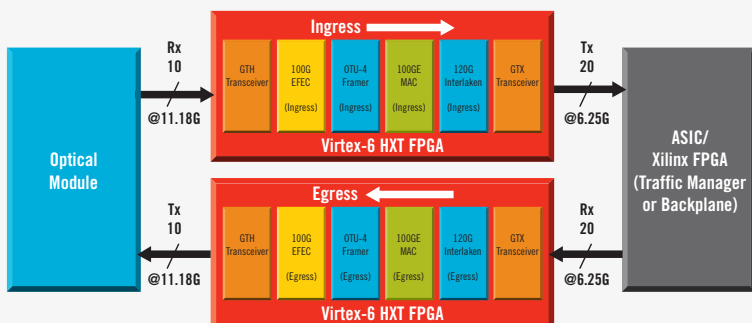 Optical
Module
Rx
10
@11.18G
Ingress
GTH
Transceiver
100G
EFEC
(Ingress)
OTU-4
Framer
(Ingress)
100GE
MAC
(Ingress)
120G
Interlaken
(Ingress)
GTX
Transceiver
Virtex-6 HXT FPGA
Tx
20
@6.25G
ASIC/
Xilinx FPGA
(Traffic Manager
or Backplane)
Tx
10
@11.18G
Egress
GTH
Transceiver
100G
EFEC
(Egress)
OTU-4
Framer
(Egress)
100GE
MAC
(Egress)
120G
Interlaken
(Egress)
GTX
Transceiver
Virtex-6 HXT FPGA
Rx
20
@6.25G